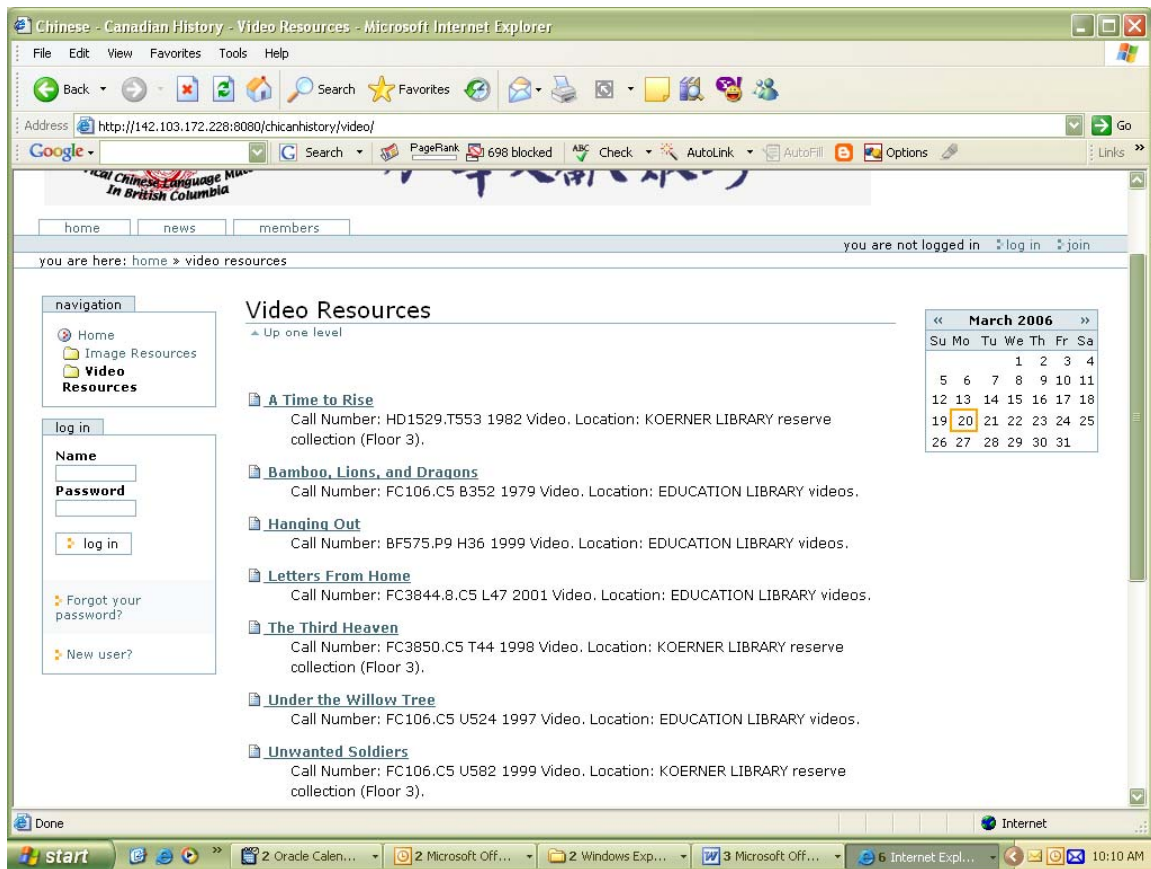 Chinese - Canadian History - Video Resources - Microsoft Internet Explorer
File Edit View Favorites Tools Help
Back Search Favorites
Address http://142.103.172.228:8080/chicanhistory/video/ Go
Google Search PageRank 698 blocked ABC Check AutoLink AutoFill Options Links »
Chinese Language
In British Columbia
home news members
you are not logged in log in join
you are here: home » video resources
navigation
Home
Image Resources
Video
Resources
log in
Name
Password
log in
Forgot your
password?
New user?
Video Resources
Up one level
A Time to Rise
Call Number: HD1529.T553 1982 Video. Location: KOERNER LIBRARY reserve
collection (Floor 3).
Bamboo, Lions, and Dragons
Call Number: FC106.C5 B352 1979 Video. Location: EDUCATION LIBRARY videos.
Hanging Out
Call Number: BF575.P9 H36 1999 Video. Location: EDUCATION LIBRARY videos.
Letters From Home
Call Number: FC3844.8.C5 L47 2001 Video. Location: EDUCATION LIBRARY videos.
The Third Heaven
Call Number: FC3850.C5 T44 1998 Video. Location: KOERNER LIBRARY reserve
collection (Floor 3).
Under the Willow Tree
Call Number: FC106.C5 U524 1997 Video. Location: EDUCATION LIBRARY videos.
Unwanted Soldiers
Call Number: FC106.C5 U582 1999 Video. Location: KOERNER LIBRARY reserve
collection (Floor 3).
« March 2006 »
Su Mo Tu We Th Fr Sa
1 2 3 4
5 6 7 8 9 10 11
12 13 14 15 16 17 18
19 20 21 22 23 24 25
26 27 28 29 30 31
Done Internet
start » 2 Oracle Calen... 2 Microsoft Off... 2 Windows Exp... 3 Microsoft Off... 6 Internet Expl... 10:10 AM